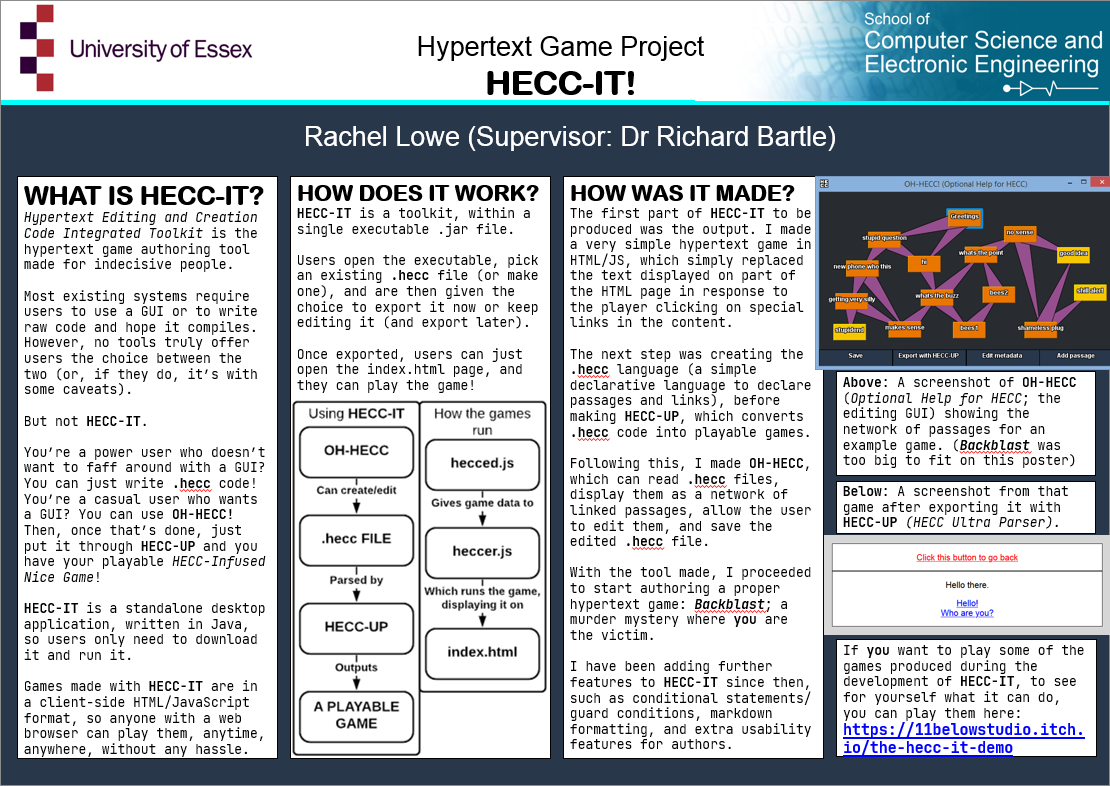 University of Essex
Hypertext Game Project
HECC-IT!
School of
Computer Science and
Electronic Engineering
Rachel Lowe (Supervisor: Dr Richard Bartle)
WHAT IS HECC-IT?
Hypertext Editing and Creation
Code Integrated Toolkit is the
hypertext game authoring tool
made for indecisive people.
Most existing systems require
users to use a GUI or to write
raw code and hope it compiles.
However, no tools truly offer
users the choice between the
two (or, if they do, it's with
some caveats).
But not HECC-IT.
You're a power user who doesn't
want to faff around with a GUI?
You can just write .hecc code!
You're a casual user who wants
a GUI? You can use OH-HECC!
Then, once that's done, just
put it through HECC-UP and you
have your playable HECC-Infused
Nice Game!
HECC-IT is a standalone desktop
application, written in Java,
so users only need to download
it and run it.
Games made with HECC-IT are in
a client-side HTML/JavaScript
format, so anyone with a web
browser can play them, anytime,
anywhere, without any hassle.
HOW DOES IT WORK?
HECC-IT is a toolkit, within a
single executable .jar file.
Users open the executable, pick
an existing .hecc file (or make
one), and are then given the
choice to export it now or keep
editing it (and export later).
Once exported, users can just
open the index.html page, and
they can play the game!
Using HECC-IT
OH-HECC
Can create/edit
.hecc FILE
Parsed by
HECC-UP
Outputs
A PLAYABLE
GAME
How the games
run
hecced.js
Gives game data to
heccer.js
Which runs the game,
displaying it on
index.html
HOW WAS IT MADE?
The first part of HECC-IT to be
produced was the output. I made
a very simple hypertext game in
HTML/JS, which simply replaced
the text displayed on part of
the HTML page in response to
the player clicking on special
links in the content.
The next step was creating the
.hecc language (a simple
declarative language to declare
passages and links), before
making HECC-UP, which converts
.hecc code into playable games.
Following this, I made OH-HECC,
which can read .hecc files,
display them as a network of
linked passages, allow the user
to edit them, and save the
edited .hecc file.
With the tool made, I proceeded
to start authoring a proper
hypertext game: Backblast; a
murder mystery where you are
the victim.
I have been adding further
features to HECC-IT since then,
such as conditional statements/
guard conditions, markdown
formatting, and extra usability
features for authors.
OH-HECC! (Optional Help for HECC)
Greetings
stupid question
no sense
whats the point
good idea
hi
new phone who this
getting very silly
whats the buzz
bees2
shill alert
stupidend
makes sense
bees1
shameless plug
Save
Export with HECC-UP
Edit metadata
Add passage
Above: A screenshot of OH-HECC
(Optional Help for HECC; the
editing GUI) showing the
network of passages for an
example game. (Backblast was
too big to fit on this poster)
Below: A screenshot from that
game after exporting it with
HECC-UP (HECC Ultra Parser).
Click this button to go back
Hello there.
Hello!
Who are you?
If you want to play some of the
games produced during the
development of HECC-IT, to see
for yourself what it can do,
you can play them here:
https://11belowstudio.itch.
io/the-hecc-it-demo